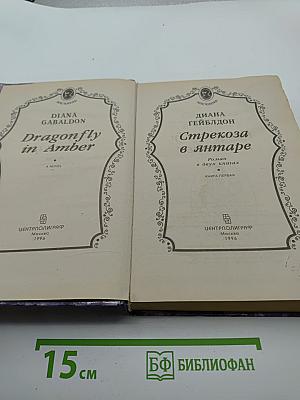 DIANA
GABALDON
Dragonfly
in Amber
A NOVEL
ЦЕНТРПОЛИГРАФ
Москва
1996
ДИАНА
ГЕЙБЛДОН
Стрекоза
в янтаре
Роман
в двух книгах
КНИГА ПЕРВАЯ
ЦЕНТРПОЛИГРАФ
Москва
1996
15 см
БФ БИБЛИОФАН